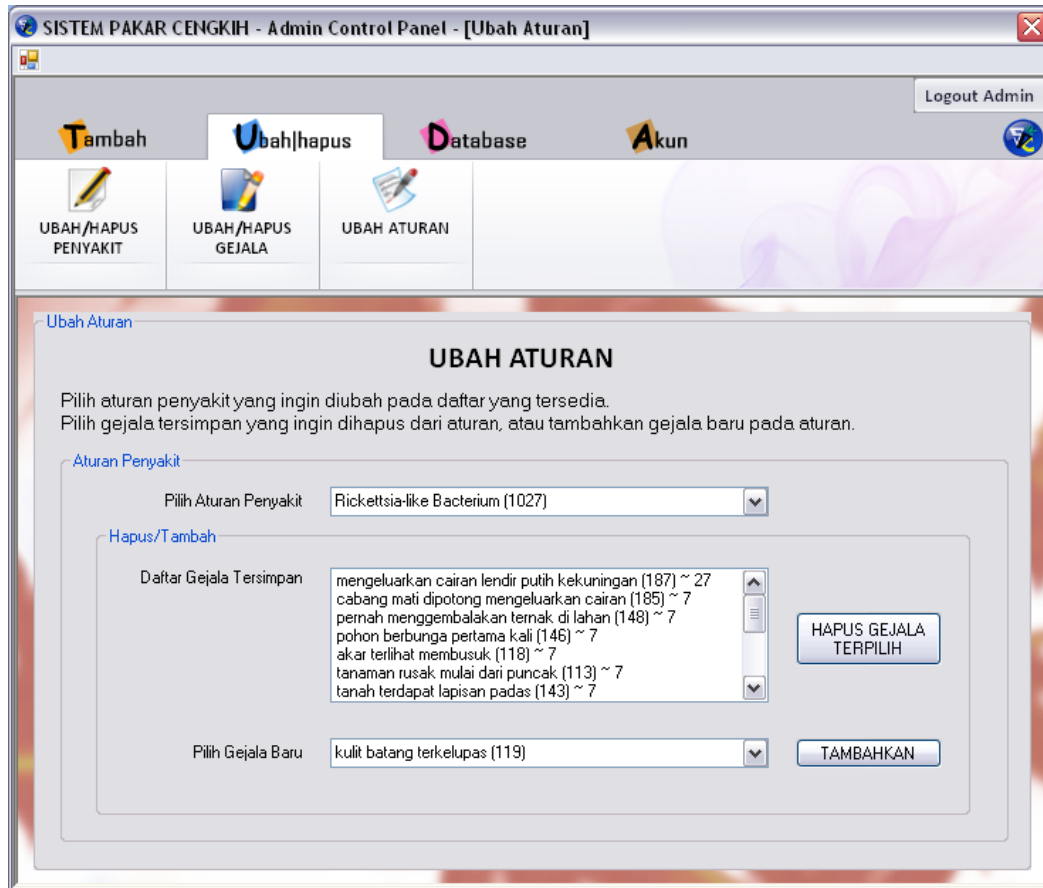 SISTEM PAKAR CENGKIH - Admin Control Panel - [Ubah Aturan]
Logout Admin
Tambah
Ubah|hapus
Database
Akun
UBAH/HAPUS
PENYAKIT
UBAH/HAPUS
GEJALA
UBAH ATURAN
Ubah Aturan
UBAH ATURAN
Pilih aturan penyakit yang ingin diubah pada daftar yang tersedia.
Pilih gejala tersimpan yang ingin dihapus dari aturan, atau tambahkan gejala baru pada aturan.
Aturan Penyakit
Pilih Aturan Penyakit
Rickettsia-like Bacterium (1027)
Hapus/Tambah
Daftar Gejala Tersimpan
mengeluarkan cairan lendir putih kekuningan (187) ~ 27
cabang mati dipotong mengeluarkan cairan (185) ~ 7
pernah menggembalakan ternak di lahan (148) ~ 7
pohon berbunga pertama kali (146) ~ 7
akar terlihat membusuk (118) ~ 7
tanaman rusak mulai dari puncak (113) ~ 7
tanah terdapat lapisan padas (143) ~ 7
HAPUS GEJALA
TERPILIH
Pilih Gejala Baru
kulit batang terkelupas (119)
TAMBAHKAN